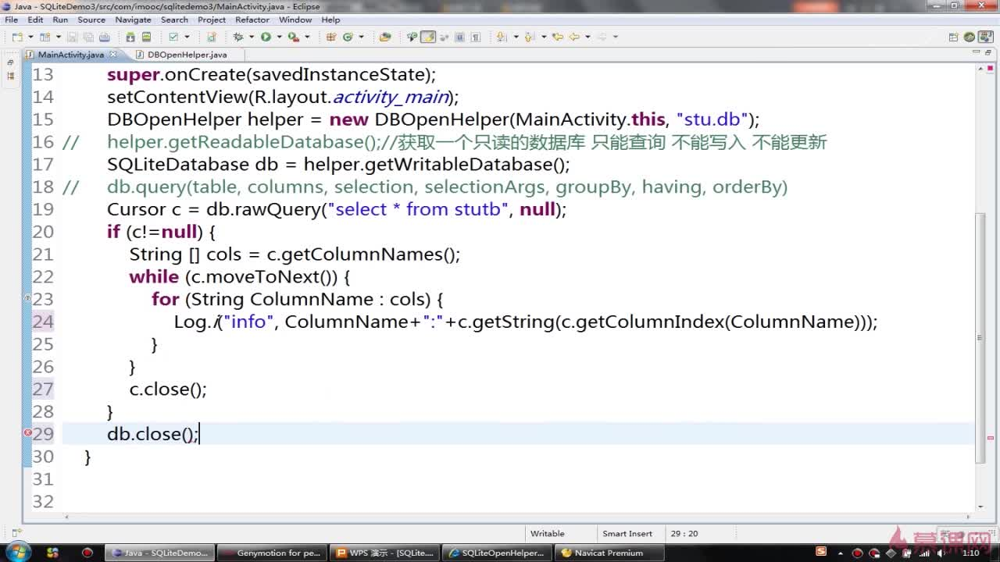 Java - SQLiteDemo3/src/com/imooc/sqlitedemo3/MainActivity.java - Eclipse
File Edit Run Source Navigate Search Project Refactor Window Help
MainActivity.java DBOpenHelper.java
13 super.onCreate(savedInstanceState);
14 setContentView(R.layout.activity_main);
15 DBOpenHelper helper = new DBOpenHelper(MainActivity.this, "stu.db");
16 // helper.getReadableDatabase();//获取一个只读的数据库 只能查询 不能写入 不能更新
17 SQLiteDatabase db = helper.getWritableDatabase();
18 // db.query(table, columns, selection, selectionArgs, groupBy, having, orderBy)
19 Cursor c = db.rawQuery("select * from stutb", null);
20 if (c!=null) {
21 String [] cols = c.getColumnNames();
22 while (c.moveToNext()) {
23 for (String ColumnName : cols) {
24 Log.i("info", ColumnName+":"+c.getString(c.getColumnIndex(ColumnName)));
25 }
26 }
27 c.close();
28 }
29 db.close();
30 }
31
32
Writable Smart Insert 29 : 20
Java - SQLiteDemo... Genymotion for pe... WPS 演示 - [SQLite.... SQLiteOpenHelper... Navicat Premium 1:10
慕课网